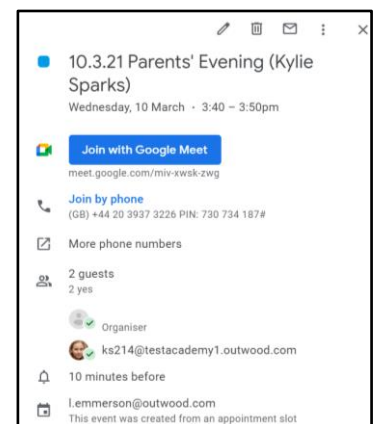 10.3.21 Parents' Evening (Kylie
Sparks)
Wednesday, 10 March · 3:40 – 3:50pm
Join with Google Meet
meet.google.com/miv-xwsk-zwg
Join by phone
(GB) +44 20 3937 3226 PIN: 730 734 187#
More phone numbers
2 guests
2 yes
Organiser
ks214@testacademy1.outwood.com
10 minutes before
l.emmerson@outwood.com
This event was created from an appointment slot